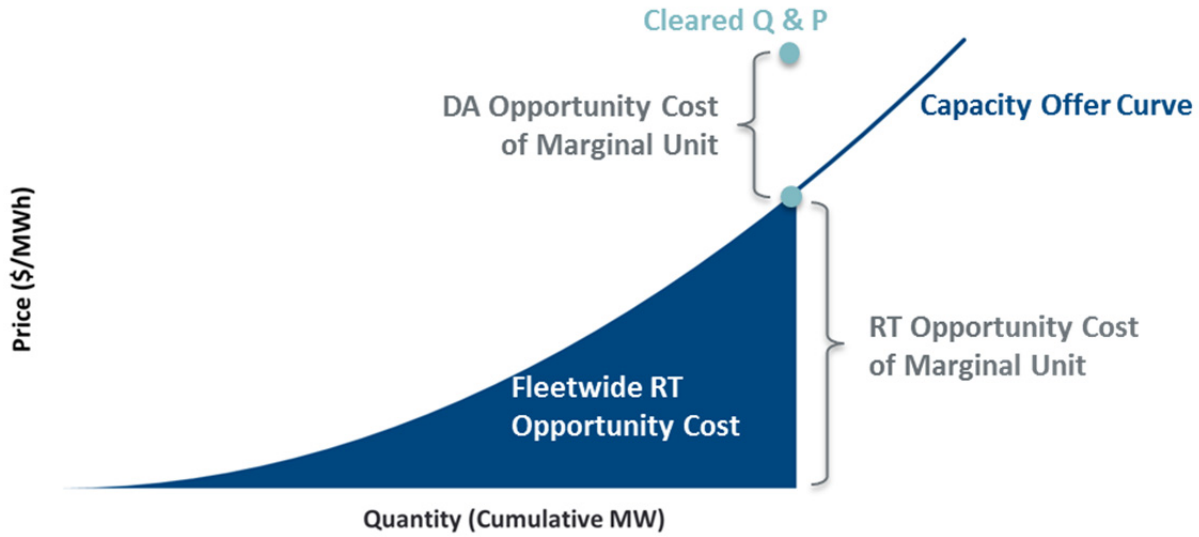 Cleared Q & P
DA Opportunity Cost
of Marginal Unit
Capacity Offer Curve
Price ($/MWh)
RT Opportunity Cost
of Marginal Unit
Fleetwide RT
Opportunity Cost
Quantity (Cumulative MW)